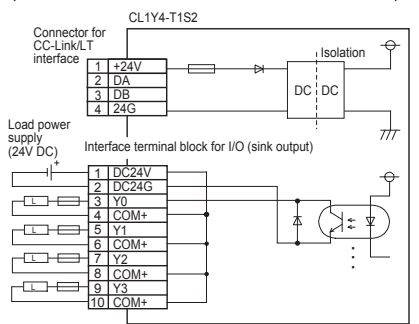 CL1Y4-T1S2
Connector for
CC-Link/LT
interface
1 +24V
2 DA
3 DB
4 24G
Isolation
DC DC
Load power
supply
(24V DC)
+
Interface terminal block for I/O (sink output)
1 DC24V
2 DC24G
L 3 Y0
4 COM+
L 5 Y1
6 COM+
L 7 Y2
8 COM+
L 9 Y3
10 COM+